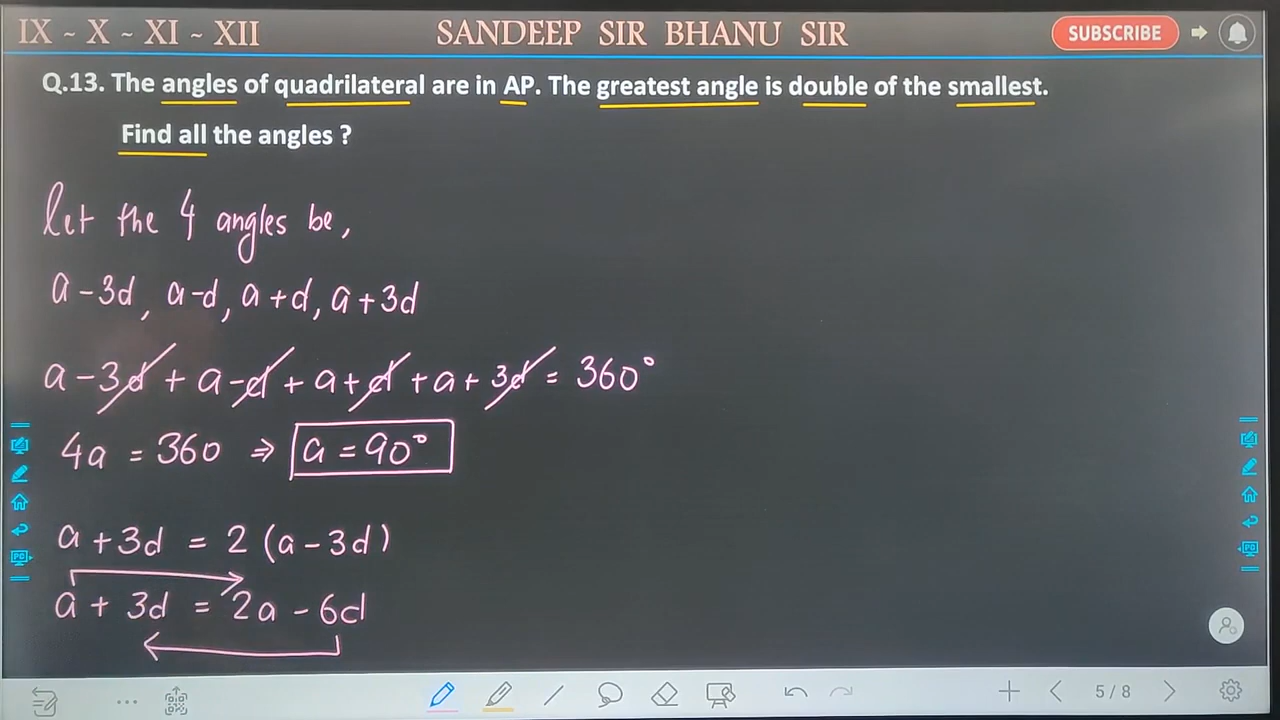 IX ~ X ~ XI ~ XII SANDEEP SIR BHANU SIR SUBSCRIBE
Q.13. The angles of quadrilateral are in AP. The greatest angle is double of the smallest.
Find all the angles ?
let the 4 angles be,
a - 3d, a-d, a + d, a + 3d
a - 3d + a - d + a + d + a + 3d = 360°
4a = 360 ⇒ a = 90°
a + 3d = 2 (a - 3d)
a + 3d = 2a - 6d
5 / 8